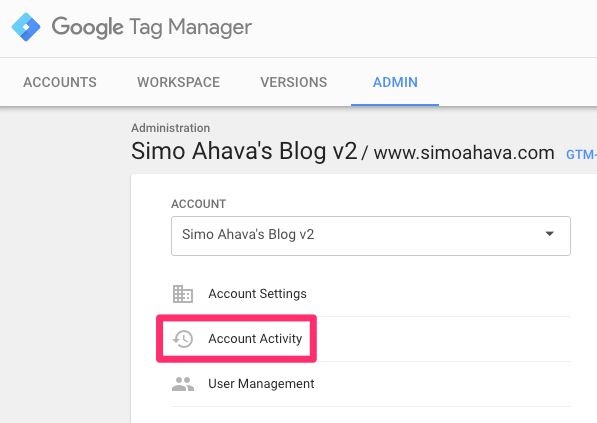 Google Tag Manager
ACCOUNTS WORKSPACE VERSIONS ADMIN
Administration
Simo Ahava's Blog v2 / www.simoahava.com GTM-
ACCOUNT
Simo Ahava's Blog v2
Account Settings
Account Activity
User Management